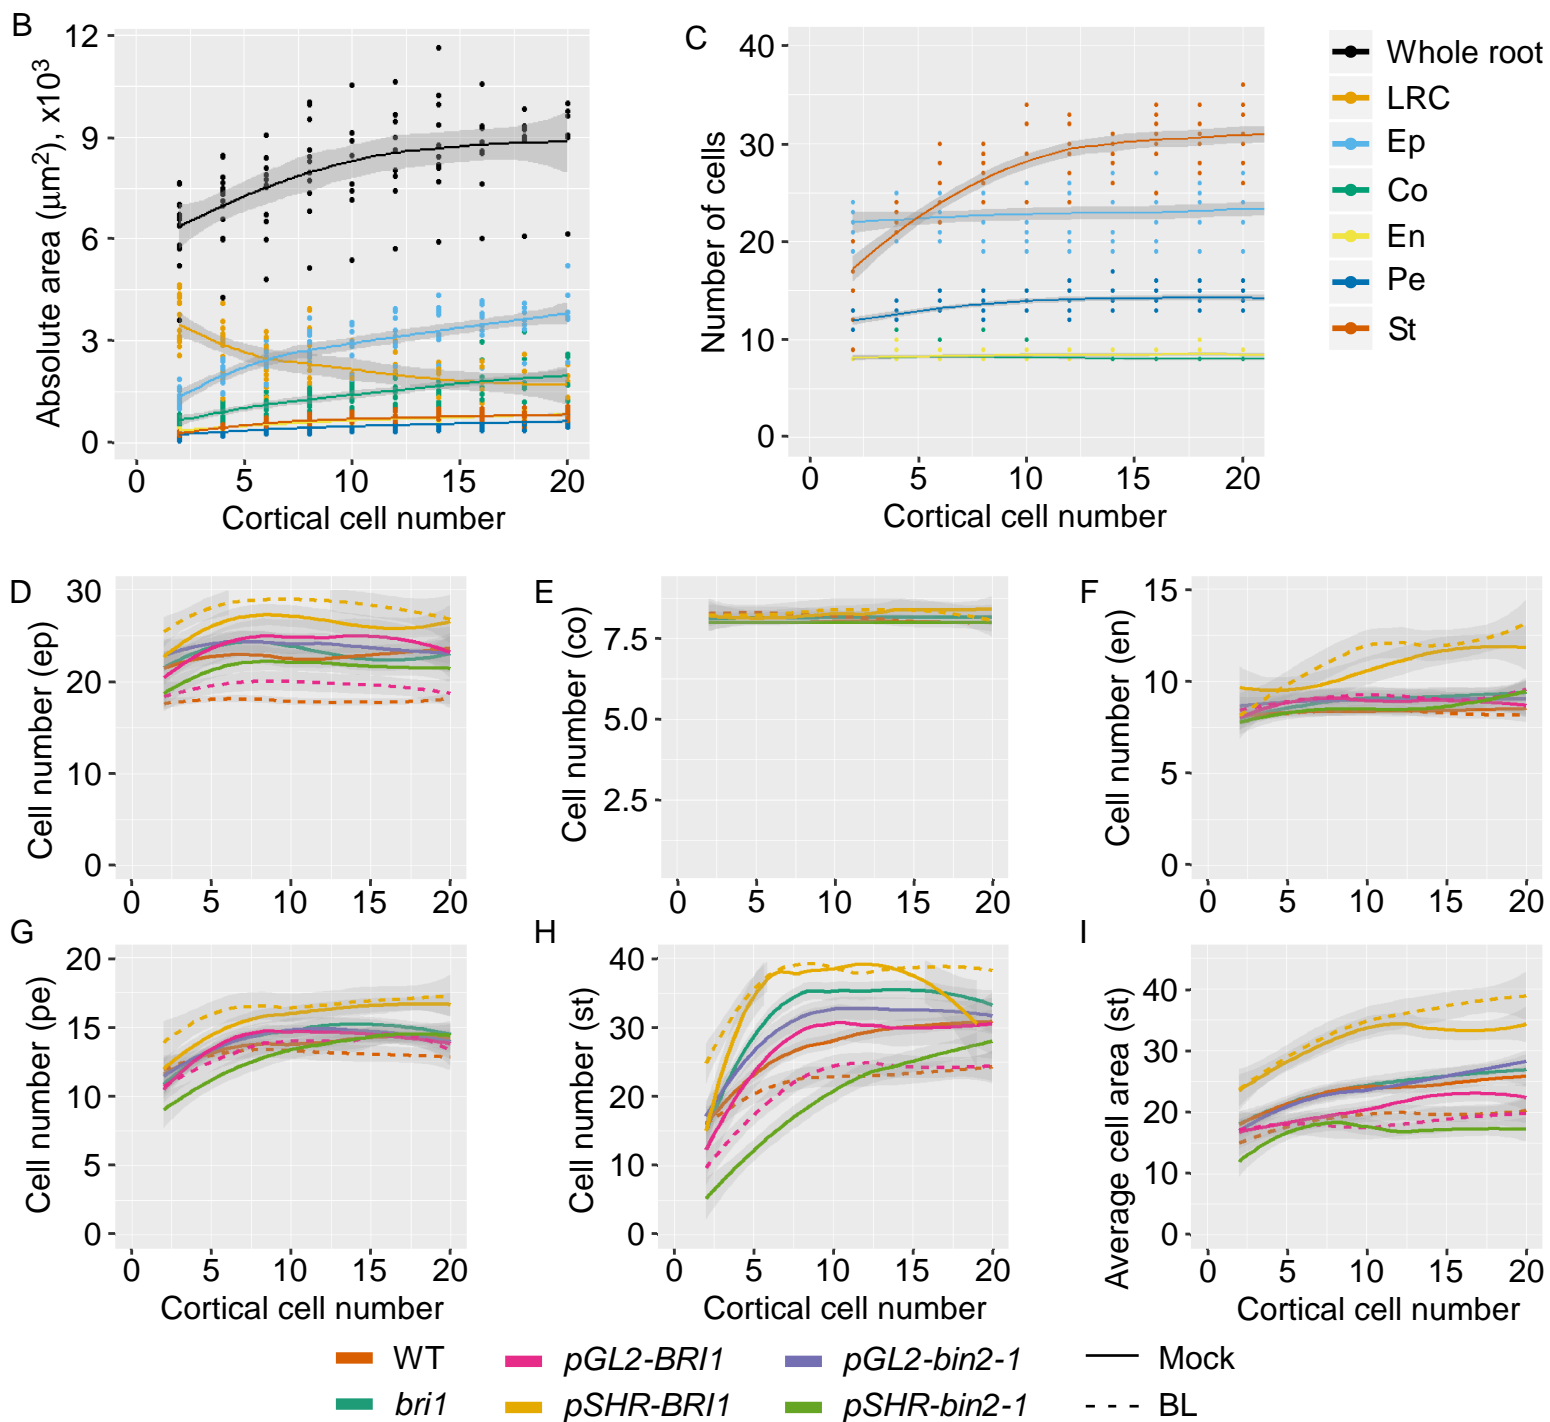 B
Absolute area (μm²), x10³
12
9
6
3
0
0 5 10 15 20
Cortical cell number
C
Number of cells
40
30
20
10
0
0 5 10 15 20
Cortical cell number
Whole root
LRC
Ep
Co
En
Pe
St
D
Cell number (ep)
30
20
10
0
0 5 10 15 20
E
Cell number (co)
7.5
5.0
2.5
0 5 10 15 20
F
Cell number (en)
15
10
5
0
0 5 10 15 20
G
Cell number (pe)
20
15
10
5
0
0 5 10 15 20
Cortical cell number
H
Cell number (st)
40
30
20
10
0
0 5 10 15 20
Cortical cell number
I
Average cell area (st)
40
30
20
10
0
0 5 10 15 20
Cortical cell number
WT pGL2-BRI1 pGL2-bin2-1 Mock
bri1 pSHR-BRI1 pSHR-bin2-1 BL